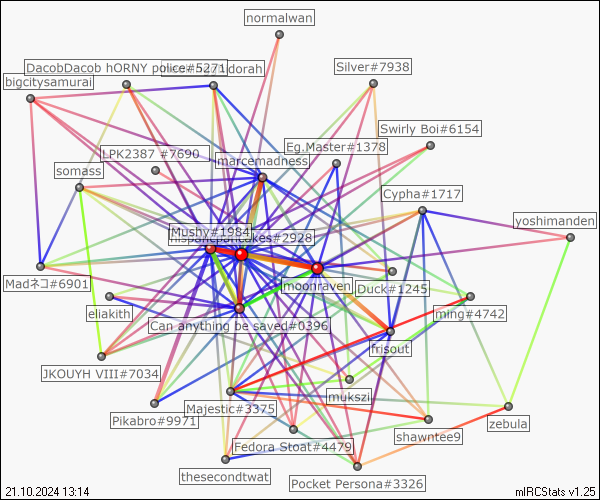 normalwan
DacobDacob hORNY police#5271
dorah
Silver#7938
bigcitysamurai
Swirly Boi#6154
Eg.Master#1378
LPK2387 #7690
marcemadness
somass
Cypha#1717
yoshimanden
Mushy#1984
cakes#2928
Madネコ#6901
moonraven
Duck#1245
eliakith
ming#4742
Can anything be saved#0396
frisout
JKOUYH VIII#7034
mukszi
Majestic#3375
Pikabro#9971
zebula
shawntee9
Fedora Stoat#4479
thesecondtwat
Pocket Persona#3326
21.10.2024 13:14
mIRCStats v1.25